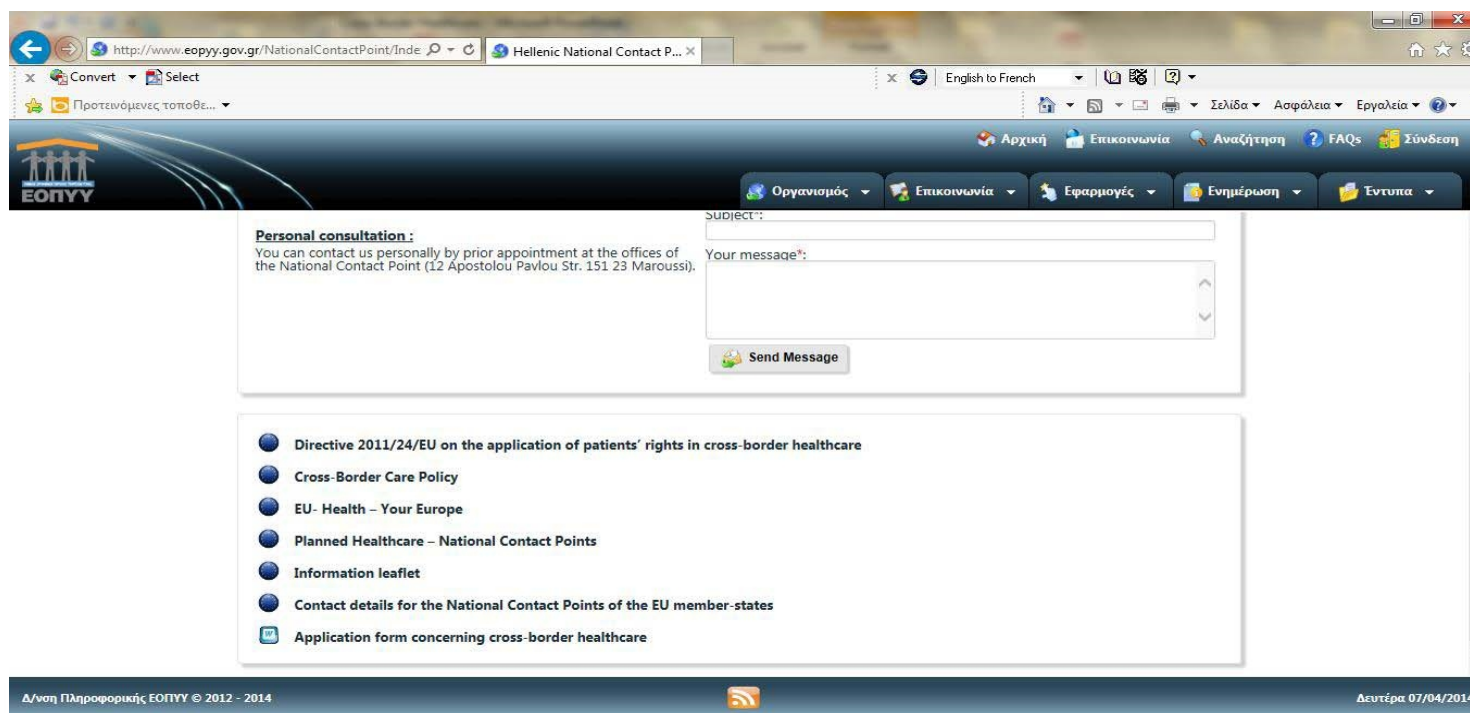 http://www.eopyy.gov.gr/NationalContactPoint/Inde
Hellenic National Contact P...
Convert Select
English to French
Προτεινόμενες τοποθε...
Σελίδα Ασφάλεια Εργαλεία
Αρχική Επικοινωνία Αναζήτηση FAQs Σύνδεση
ΕΟΠΥΥ
Οργανισμός Επικοινωνία Εφαρμογές Ενημέρωση Έντυπα
Subject*:
Personal consultation :
You can contact us personally by prior appointment at the offices of
the National Contact Point (12 Apostolou Pavlou Str. 151 23 Maroussi).
Your message*:
Send Message
Directive 2011/24/EU on the application of patients’ rights in cross-border healthcare
Cross-Border Care Policy
EU- Health – Your Europe
Planned Healthcare – National Contact Points
Information leaflet
Contact details for the National Contact Points of the EU member-states
Application form concerning cross-border healthcare
Δ/νση Πληροφορικής ΕΟΠΥΥ © 2012 - 2014
Δευτέρα 07/04/2014